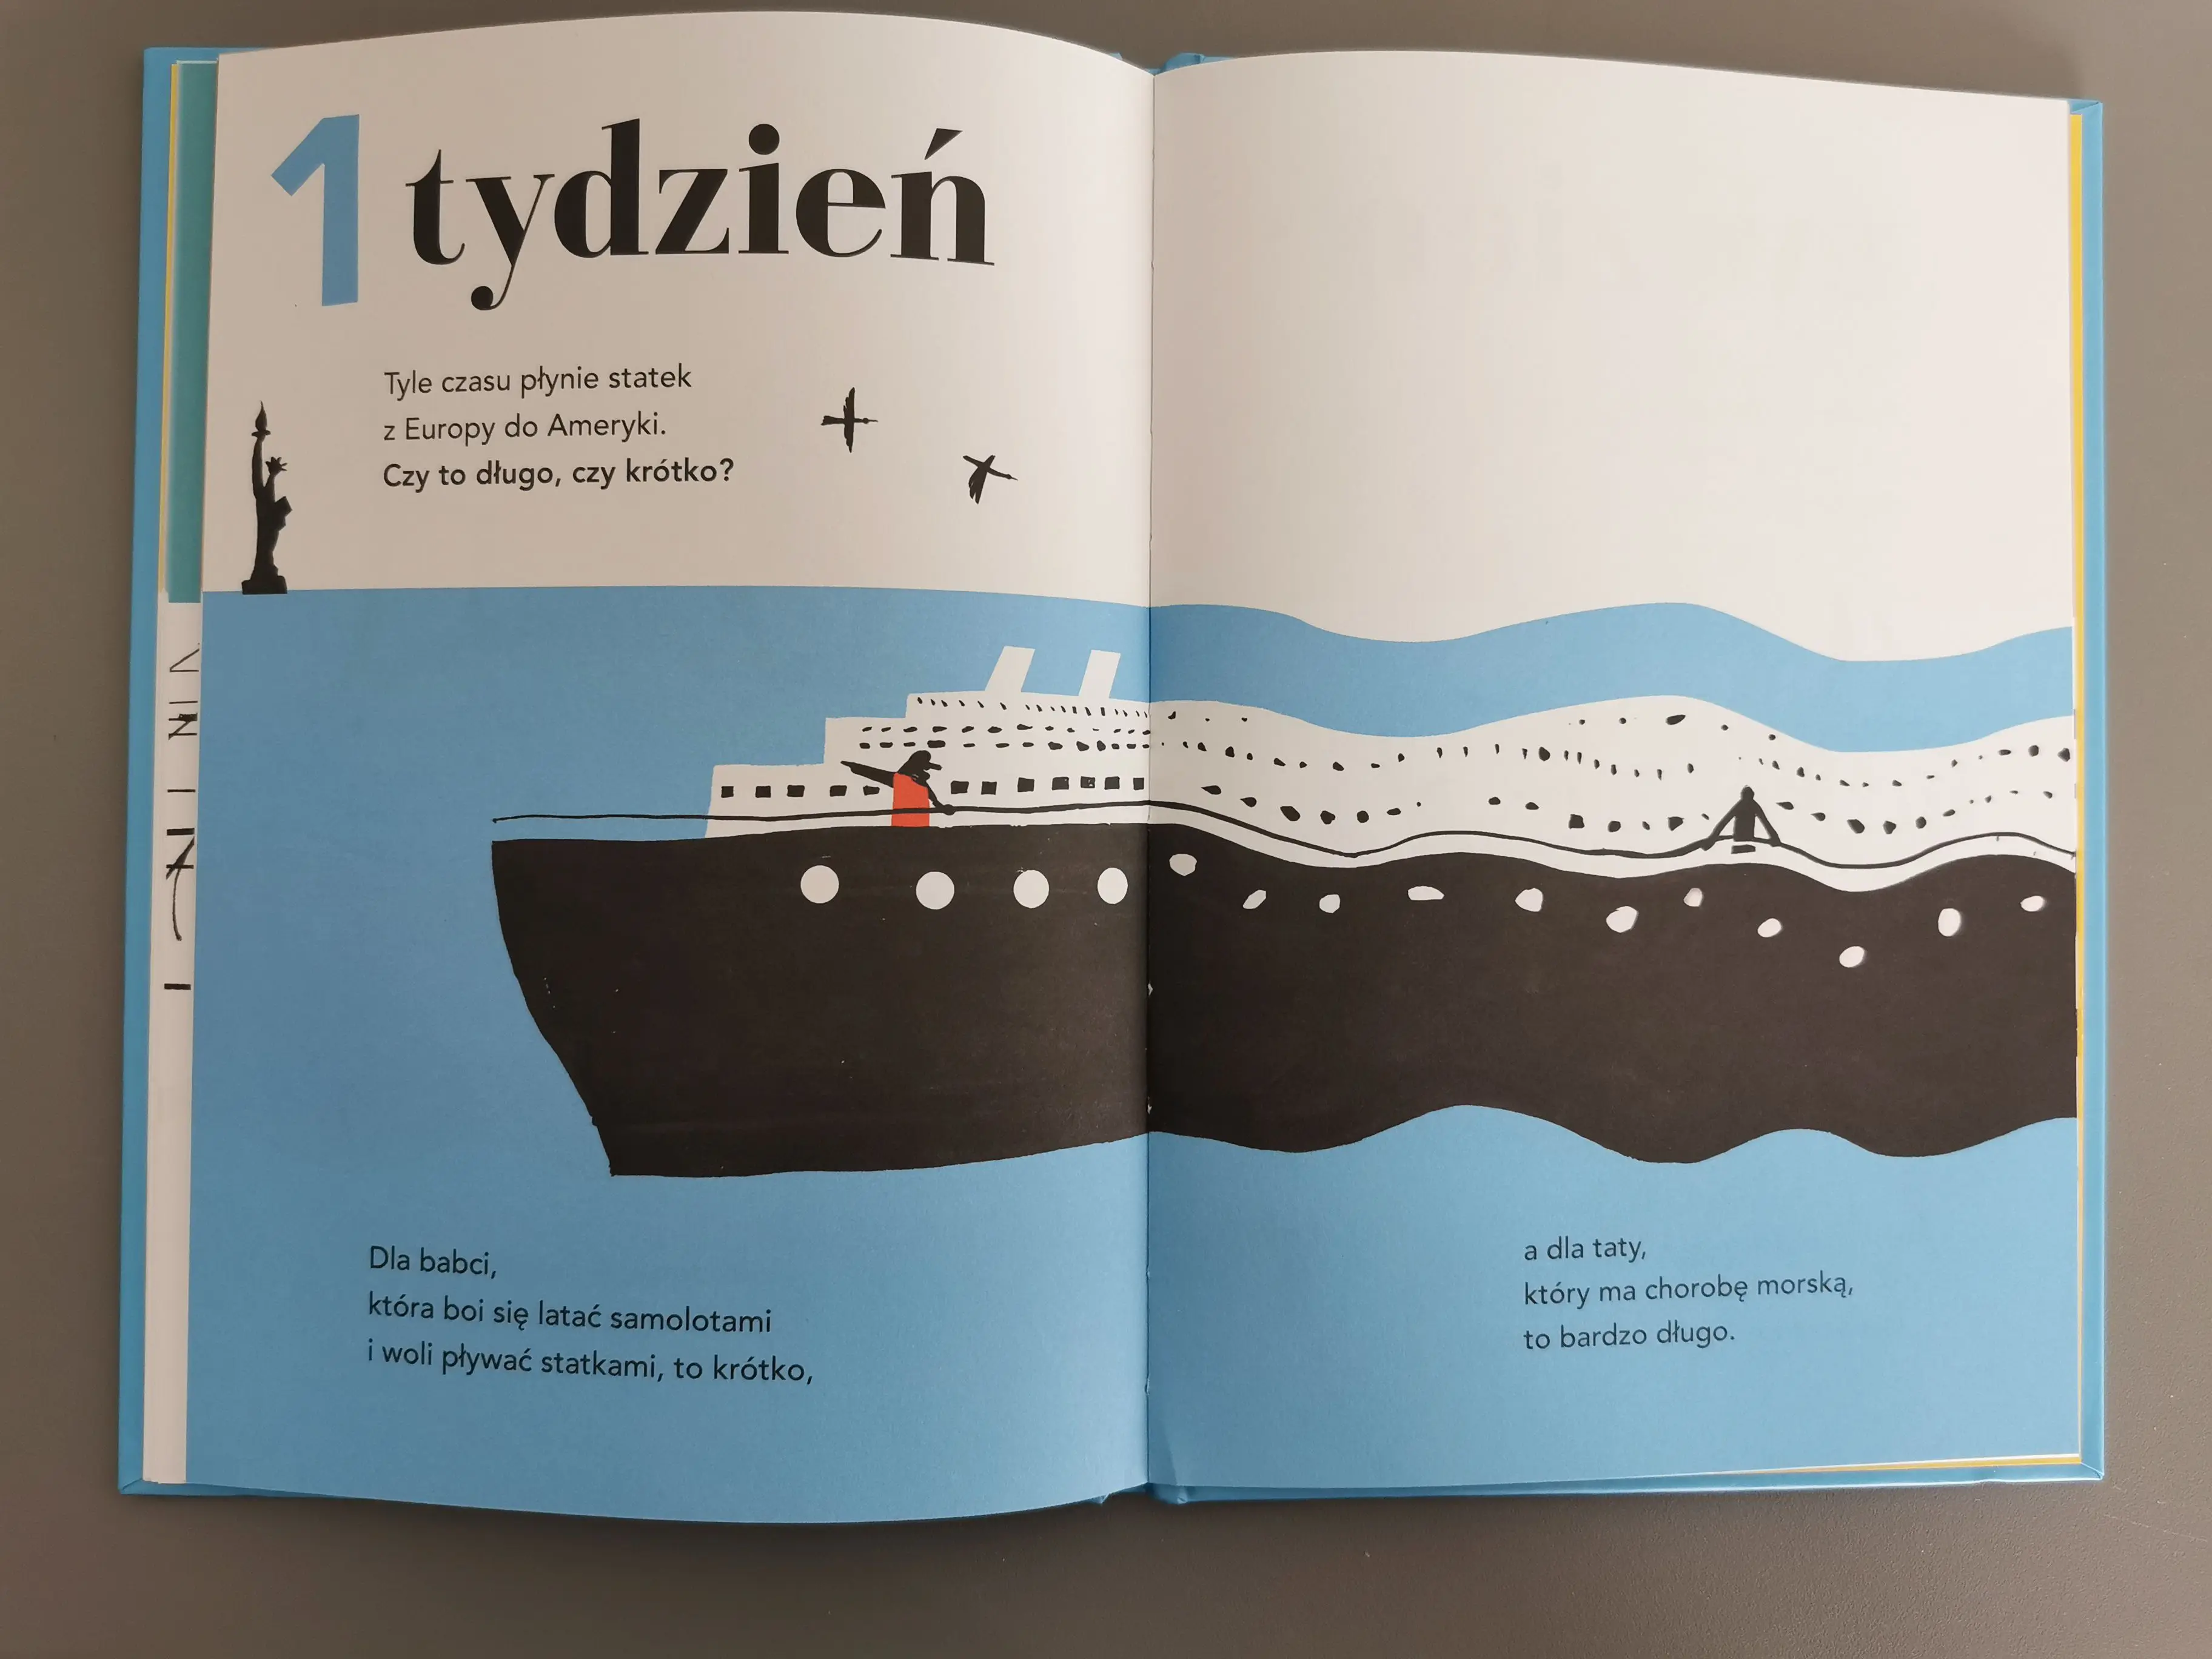 1 tydzień
Tyle czasu płynie statek
z Europy do Ameryki.
Czy to długo, czy krótko?
Dla babci,
która boi się latać samolotami
i woli pływać statkami, to krótko,
a dla taty,
który ma chorobę morską,
to bardzo długo.